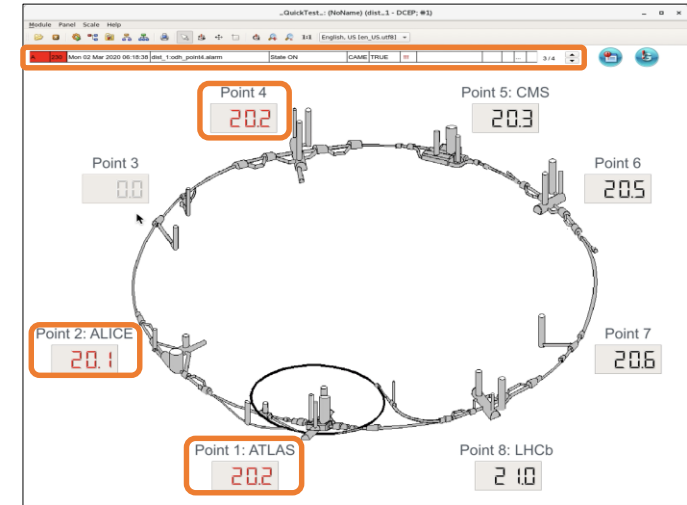 _QuickTest_: (NoName) (dist_1 - DCEP; #1)
Module Panel Scale Help
1:1 English, US [en_US.utf8]
A 230 Mon 02 Mar 2020 06:18:38 dist_1:odh_point4.alarm State ON CAME TRUE !!! ... 3/4
Point 4
20.2
Point 5: CMS
20.3
Point 3
0.0
Point 6
20.5
Point 2: ALICE
20.1
Point 7
20.6
Point 1: ATLAS
20.2
Point 8: LHCb
21.0